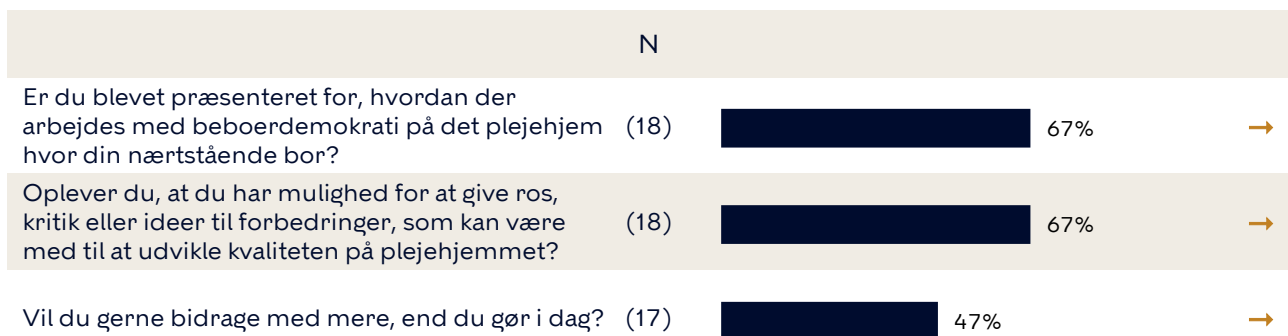 N
Er du blevet præsenteret for, hvordan der
arbejdes med beboerdemokrati på det plejehjem (18) 67% →
hvor din nærtstående bor?
Oplever du, at du har mulighed for at give ros,
kritik eller ideer til forbedringer, som kan være (18) 67% →
med til at udvikle kvaliteten på plejehjemmet?
Vil du gerne bidrage med mere, end du gør i dag? (17) 47% →